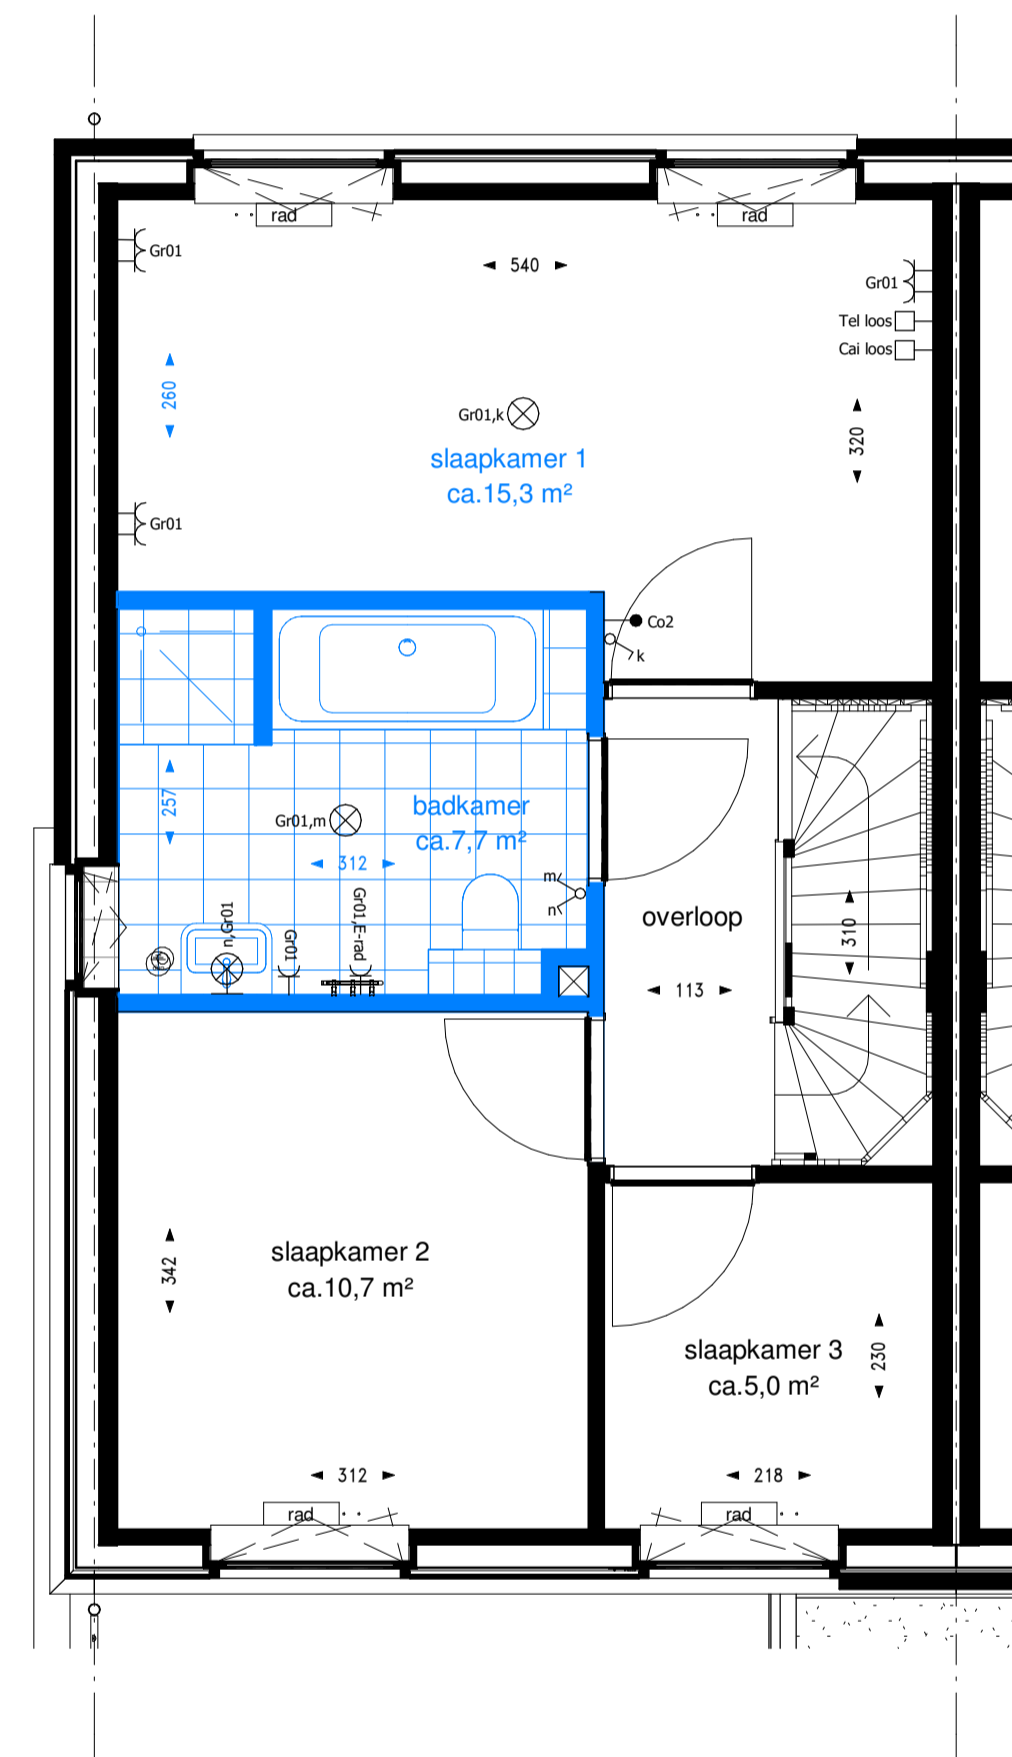 rad
rad
Gr01
540
Gr01
Tel loos
Cai loos
260
Gr01,k
320
slaapkamer 1
ca.15,3 m²
Gr01
Co2
k
257
badkamer
Gr01,m
ca.7,7 m²
312
m
n
n,Gr01
Gr01
Gr01,E-rad
overloop
310
113
slaapkamer 2
ca.10,7 m²
342
slaapkamer 3
ca.5,0 m²
230
312
218
rad
rad